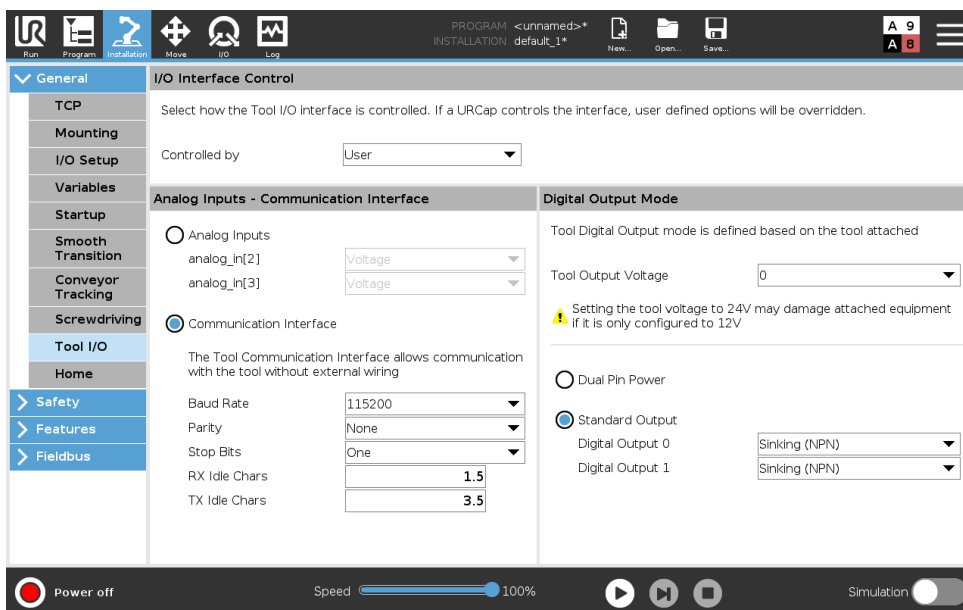 PROGRAM <unnamed>*
INSTALLATION default_1*
UR
Run
Program
Installation
Move
I/O
Log
New...
Open...
Save...
A 9
A 8
General
TCP
Mounting
I/O Setup
Variables
Startup
Smooth
Transition
Conveyor
Tracking
Screwdriving
Tool I/O
Home
Safety
Features
Fieldbus
I/O Interface Control
Select how the Tool I/O interface is controlled. If a URCap controls the interface, user defined options will be overridden.
Controlled by User
Analog Inputs - Communication Interface
Analog Inputs
analog_in[2] Voltage
analog_in[3] Voltage
Communication Interface
The Tool Communication Interface allows communication
with the tool without external wiring
Baud Rate 115200
Parity None
Stop Bits One
RX Idle Chars 1.5
TX Idle Chars 3.5
Digital Output Mode
Tool Digital Output mode is defined based on the tool attached
Tool Output Voltage 0
Setting the tool voltage to 24V may damage attached equipment
if it is only configured to 12V
Dual Pin Power
Standard Output
Digital Output 0 Sinking (NPN)
Digital Output 1 Sinking (NPN)
Power off
Speed 100%
Simulation